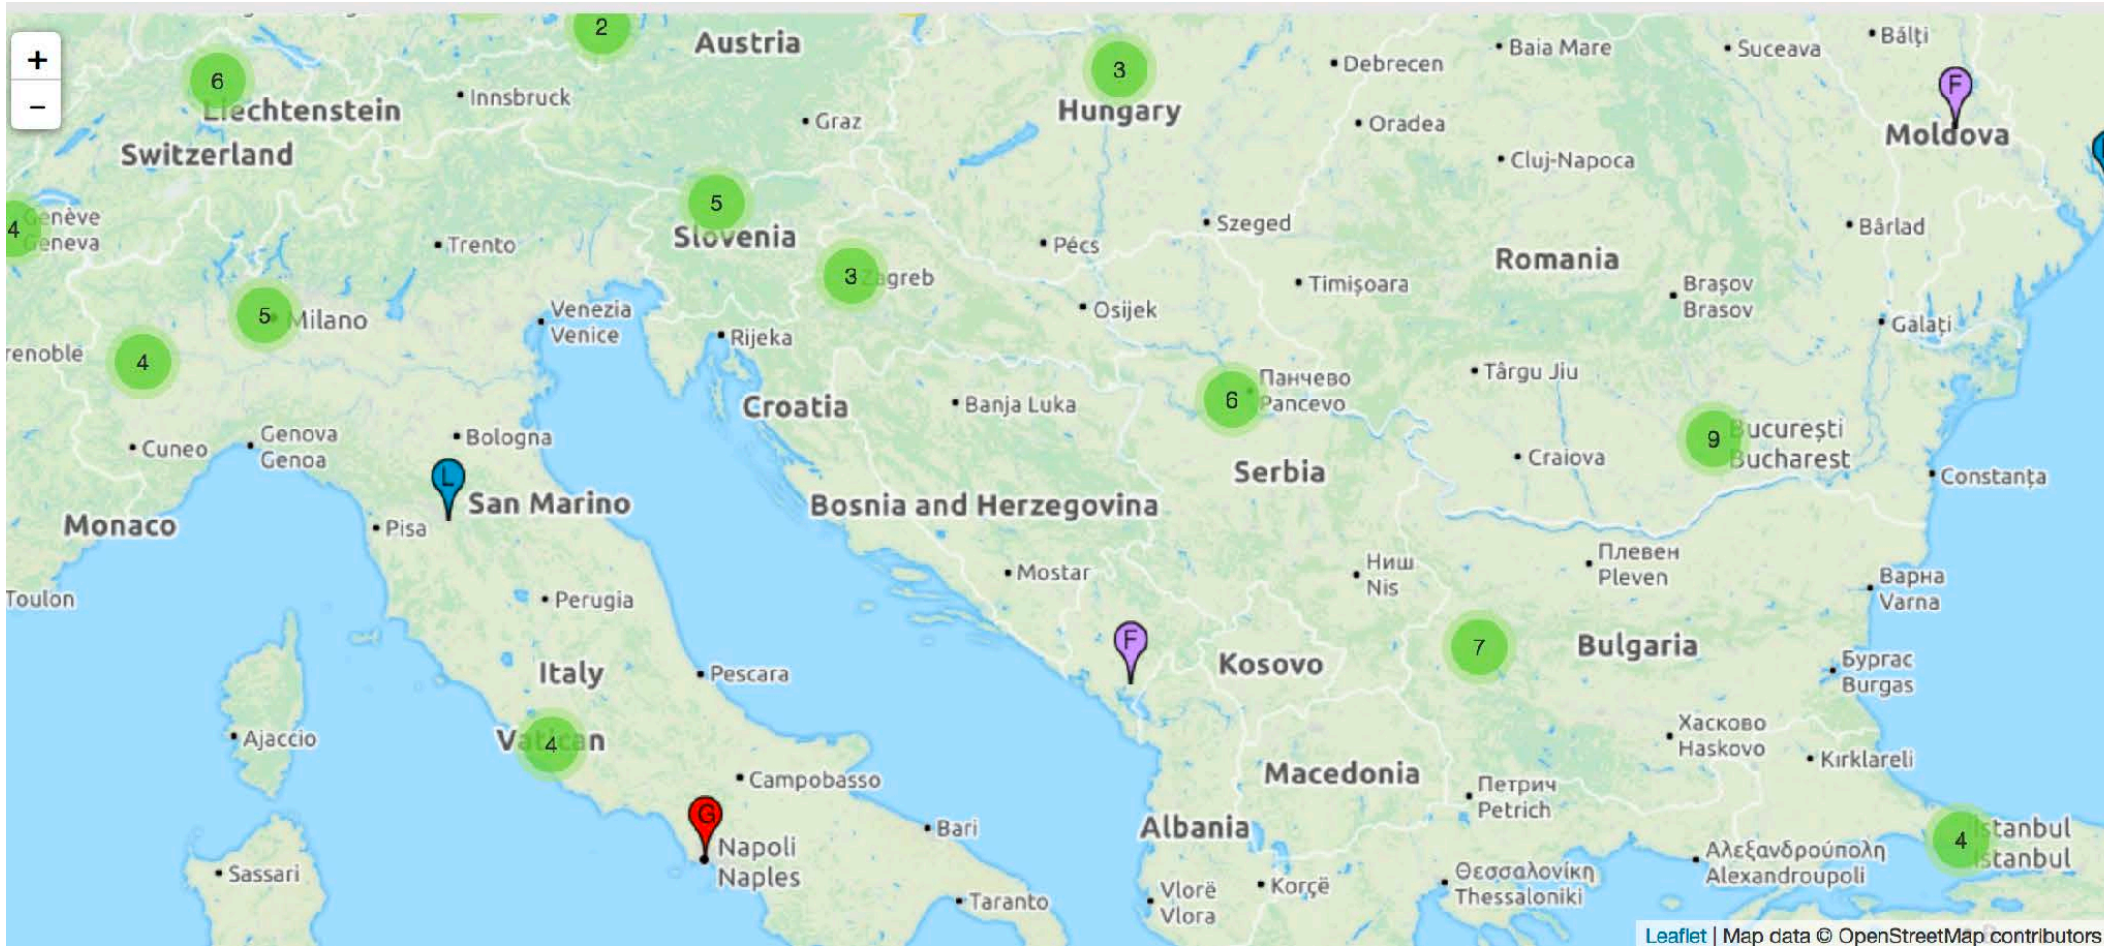 2
Austria
+
−
6
3
Debrecen
Baia Mare
Suceava
Bălți
F
Liechtenstein
Innsbruck
Graz
Hungary
Oradea
Moldova
Switzerland
Cluj-Napoca
4
Genève
Geneva
Trento
5
Slovenia
3
Zagreb
Pécs
Szeged
Romania
Bârlad
Timișoara
Brașov
Brasov
5
Milano
Venezia
Venice
Rijeka
Osijek
Galați
renoble
4
Târgu Jiu
6
Панчево
Pancevo
Croatia
Banja Luka
Cuneo
Genova
Genoa
Bologna
9
București
Bucharest
Craiova
Serbia
Constanța
L
San Marino
Bosnia and Herzegovina
Monaco
Pisa
Mostar
Ниш
Nis
Плевен
Pleven
Варна
Varna
Toulon
Perugia
F
Kosovo
7
Bulgaria
Бургас
Burgas
Italy
Pescara
Ajaccio
Vatican
4
Хасково
Haskovo
Kırklareli
Campobasso
Macedonia
Петрич
Petrich
G
Napoli
Naples
Bari
Albania
4
Istanbul
Istanbul
Αλεξανδρούπολη
Alexandroupoli
Sassari
Taranto
Vlorë
Vlora
Korçë
Θεσσαλονίκη
Thessaloniki
Leaflet | Map data © OpenStreetMap contributors